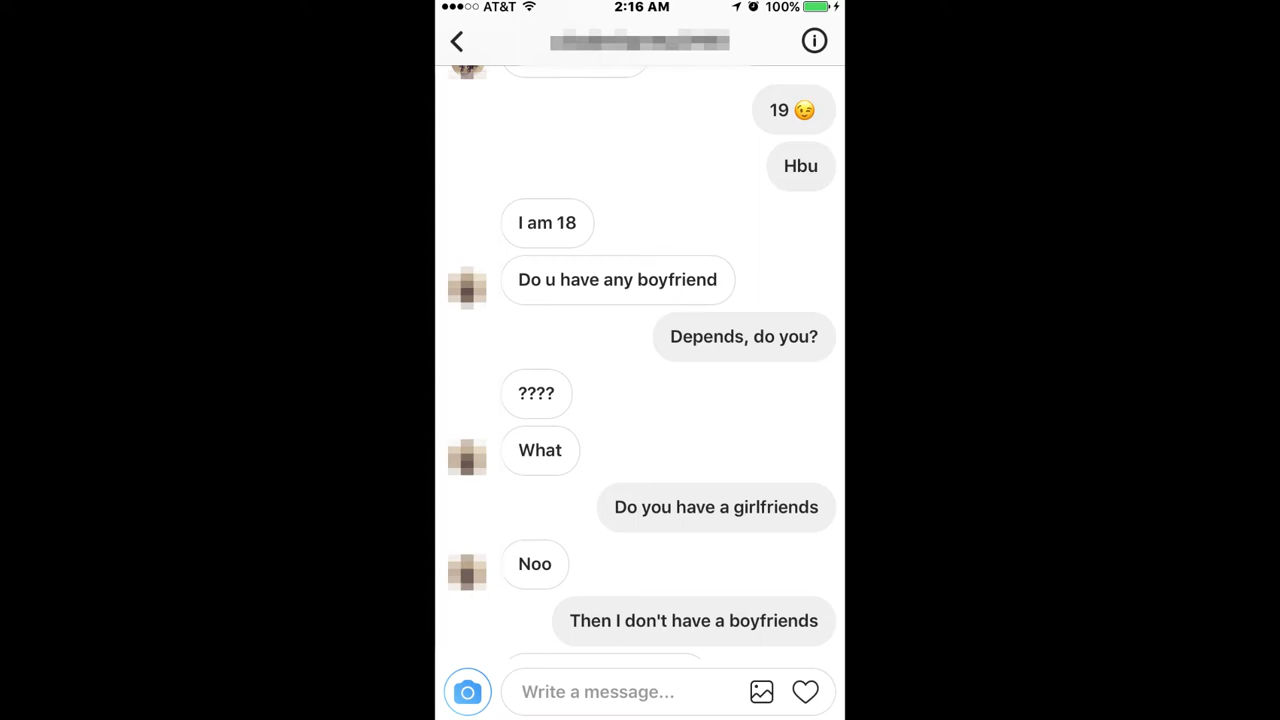 AT&T 2:16 AM 100%
19 😉
Hbu
I am 18
Do u have any boyfriend
Depends, do you?
????
What
Do you have a girlfriends
Noo
Then I don't have a boyfriends
Write a message...